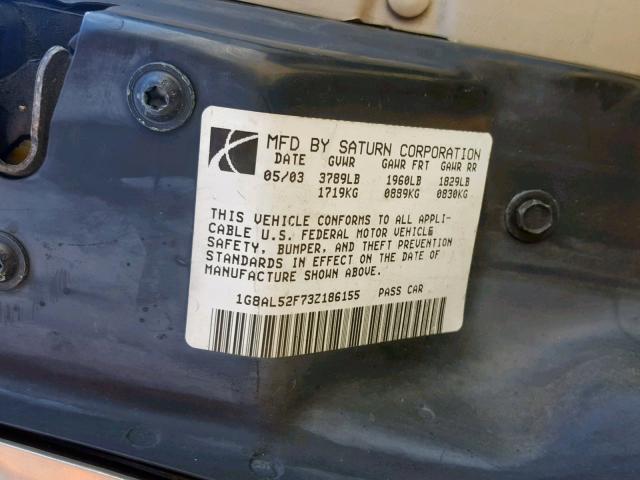 MFD BY SATURN CORPORATION
DATE GVWR GAWR FRT GAWR RR
05/03 3789LB 1960LB 1829LB
1719KG 0889KG 0830KG
THIS VEHICLE CONFORMS TO ALL APPLI-
CABLE U.S. FEDERAL MOTOR VEHICLE
SAFETY, BUMPER, AND THEFT PREVENTION
STANDARDS IN EFFECT ON THE DATE OF
MANUFACTURE SHOWN ABOVE.
1G8AL52F73Z186155 PASS CAR